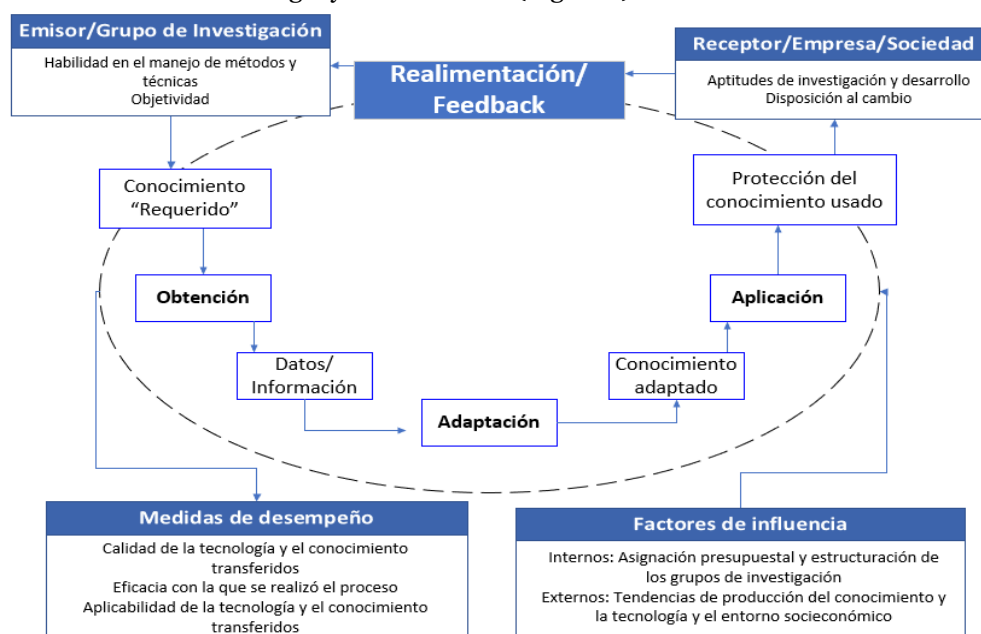 Emisor/Grupo de Investigación
Habilidad en el manejo de métodos y
técnicas
Objetividad
Realimentación/
Feedback
Receptor/Empresa/Sociedad
Aptitudes de investigación y desarrollo
Disposición al cambio
Conocimiento
“Requerido”
Obtención
Datos/
Información
Adaptación
Conocimiento
adaptado
Aplicación
Protección del
conocimiento usado
Medidas de desempeño
Calidad de la tecnología y el conocimiento
transferidos
Eficacia con la que se realizó el proceso
Aplicabilidad de la tecnología y el conocimiento
transferidos
Factores de influencia
Internos: Asignación presupuestal y estructuración de
los grupos de investigación
Externos: Tendencias de producción del conocimiento y
la tecnología y el entorno socioeconómico